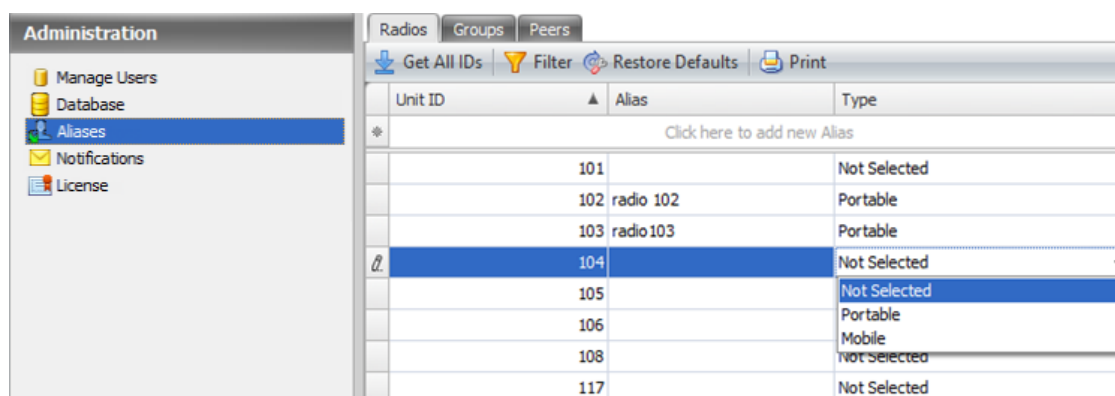 Administration
Manage Users
Database
Aliases
Notifications
License
Radios Groups Peers
Get All IDs Filter Restore Defaults Print
Unit ID Alias Type
Click here to add new Alias
101 Not Selected
102 radio 102 Portable
103 radio103 Portable
104 Not Selected
105 Not Selected
Portable
106
Mobile
108 Not Selected
117 Not Selected